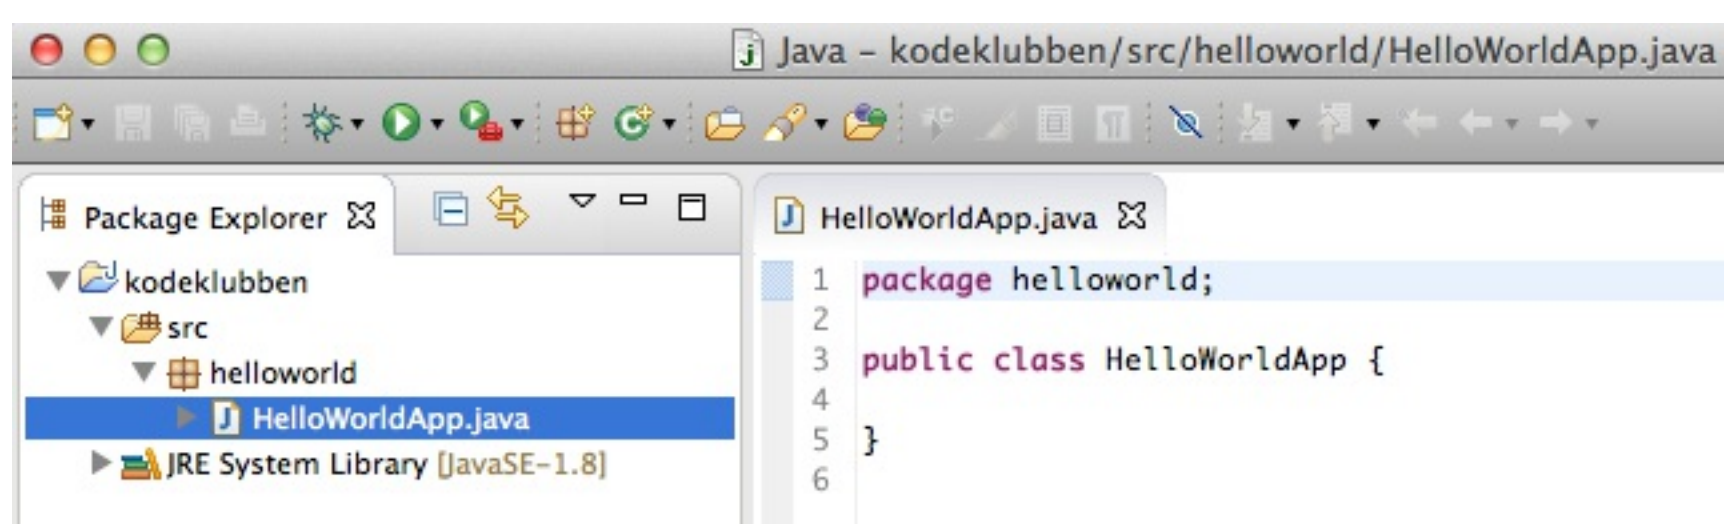 Java – kodeklubben/src/helloworld/HelloWorldApp.java
Package Explorer
kodeklubben
src
helloworld
HelloWorldApp.java
JRE System Library [JavaSE-1.8]
HelloWorldApp.java
1 package helloworld;
2
3 public class HelloWorldApp {
4
5 }
6